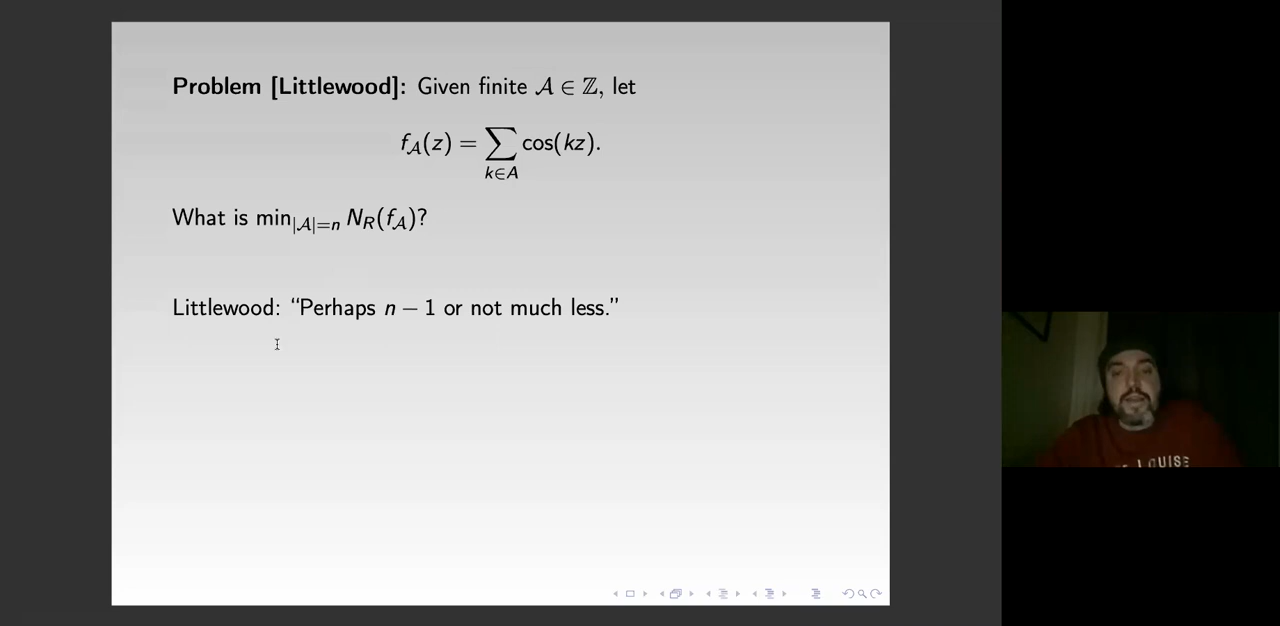 Problem [Littlewood]: Given finite 𝒜 ∈ ℤ, let
f_𝒜(z) = ∑_{k∈A} cos(kz).
What is min_{|𝒜|=n} N_R(f_𝒜)?
Littlewood: “Perhaps n − 1 or not much less.”
LOUISE